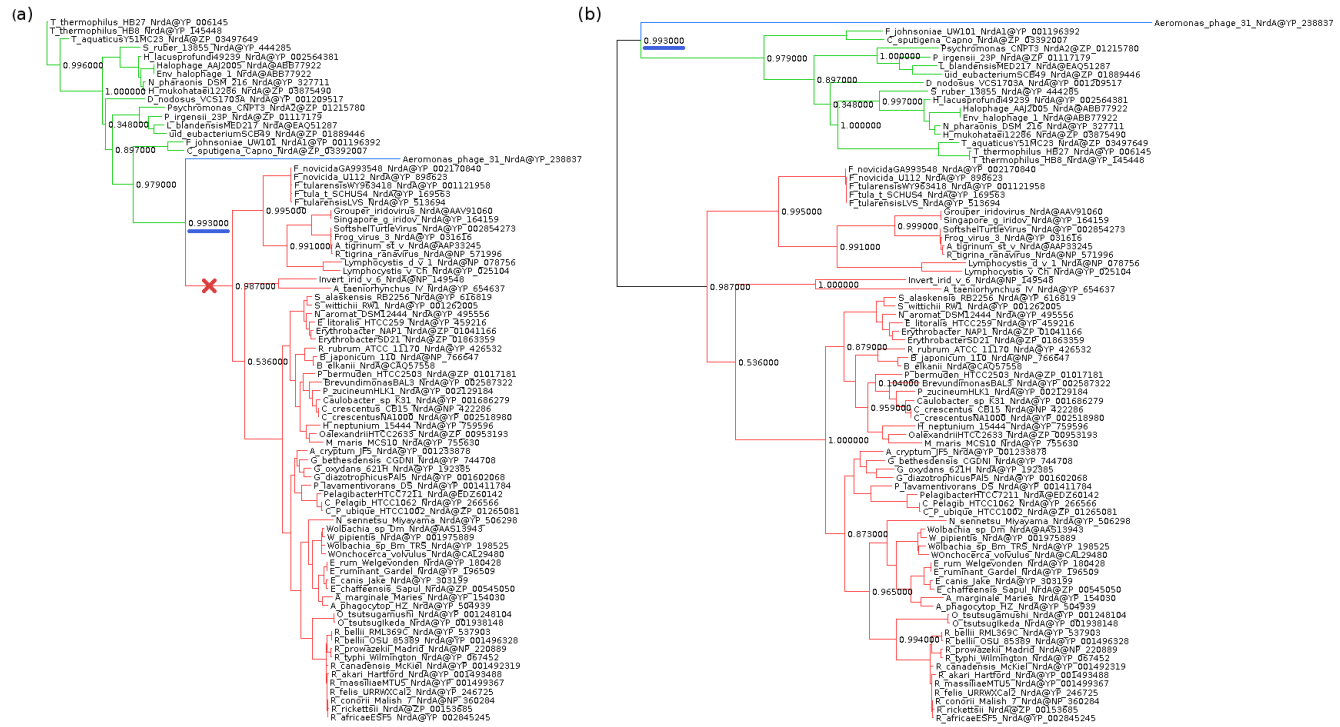 (a)
T_thermophilus_HB27_NrdA@YP_006145
T_thermophilus_HB8_NrdA@YP_145448
T_aquaticusY51MC23_NrdA@ZP_03497649
S_ruber_13855_NrdA@YP_444285
H_lacusprofundi49239_NrdA@YP_002564381
0.996000
Halophage_AAJ2005_NrdA@ABB77922
Env_halophage_1_NrdA@ABB77922
N_pharaonis_DSM_216_NrdA@YP_327711
1.000000
H_mukohataei12286_NrdA@ZP_03875490
D_nodosus_VCS1703A_NrdA@YP_001209517
Psychromonas_CNPT3_NrdA2@ZP_01215780
P_irgensii_23P_NrdA@ZP_01117179
0.348000
L_blandensisMED217_NrdA@EAQ51287
uid_eubacteriumSCB49_NrdA@ZP_01889446
F_johnsoniae_UW101_NrdA1@YP_001196392
0.897000
C_sputigena_Capno_NrdA@ZP_03392007
Aeromonas_phage_31_NrdA@YP_238837
F_novicidaGA993548_NrdA@YP_002170840
F_novicida_U112_NrdA@YP_898623
0.979000
F_tularensisWY963418_NrdA@YP_001121958
F_tula_t_SCHUS4_NrdA@YP_169563
F_tularensisLVS_NrdA@YP_513694
0.995000
Grouper_iridovirus_NrdA@AAV91060
Singapore_g_iridov_NrdA@YP_164159
0.993000
SoftshelTurtleVirus_NrdA@YP_002854273
Frog_virus_3_NrdA@YP_031616
0.991000
A_tigrinum_st_v_NrdA@AAP33245
R_tigrina_ranavirus@NP_571996
Lymphocystis_d_v_1_NrdA@NP_078756
Lymphocystis_v_Ch_NrdA@YP_025104
Invert_irid_v_6_NrdA@NP_149548
0.987000
A_taeniorhynchus_IV_NrdA@YP_654637
S_alaskensis_RB2256_NrdA@YP_616819
S_wittichii_RW1_NrdA@YP_001262005
N_aromat_DSM12444_NrdA@YP_495556
E_litoralis_HTCC259_NrdA@YP_459216
Erythrobacter_NAP1_NrdA@ZP_01041166
ErythrobacterSD21_NrdA@ZP_01863359
R_rubrum_ATCC_11170_NrdA@YP_426532
B_japonicum_110_NrdA@NP_766647
0.536000
B_elkanii_NrdA@CAQ57558
P_bermuden_HTCC2503_NrdA@ZP_01017181
BrevundimonasBAL3_NrdA@YP_002587322
P_zucineumHLK1_NrdA@YP_002129184
Caulobacter_sp_K31_NrdA@YP_001686279
C_crescentus_CB15_NrdA@NP_422286
C_crescentusNA1000_NrdA@YP_002518980
H_neptunium_15444_NrdA@YP_759596
OalexandriiHTCC2633_NrdA@ZP_00953193
M_maris_MCS10_NrdA@YP_755630
A_cryptum_JF5_NrdA@YP_001233878
G_bethesdensis_CGDNI_NrdA@YP_744708
G_oxydans_621H_NrdA@YP_192385
G_diazotrophicusPAI5_NrdA@YP_001602068
P_lavamentivorans_DS_NrdA@YP_001411784
PelagibacterHTCC7211_NrdA@EDZ60142
C_Pelagib_HTCC1062_NrdA@YP_266566
C_P_ubique_HTCC1002_NrdA@ZP_01265081
N_sennetsu_Miyayama_NrdA@YP_506298
Wolbachia_sp_Dm_NrdA@AAS13943
W_pipientis_NrdA@YP_001975889
Wolbachia_sp_Bm_TRS_NrdA@YP_198525
WOnchocerca_volvulus_NrdA@CAL29480
E_rum_Welgevonden_NrdA@YP_180428
E_ruminant_Gardel_NrdA@YP_196509
E_canis_Jake_NrdA@YP_303199
E_chaffeensis_Sapul_NrdA@ZP_00545050
A_marginale_Maries_NrdA@YP_154030
A_phagocytop_HZ_NrdA@YP_504939
O_tsutsugamushi_NrdA@YP_001248104
O_tsutsugikeda_NrdA@YP_001938148
R_bellii_RML369C_NrdA@YP_537903
R_bellii_OSU_85389_NrdA@YP_001496328
R_prowazekii_Madrid_NrdA@NP_220889
R_typhi_Wilmington_NrdA@YP_067452
R_canadensis_McKiel_NrdA@YP_001492319
R_akari_Hartford_NrdA@YP_001493488
R_massiliaeMTU5_NrdA@YP_001499367
R_felis_URRWXCal2_NrdA@YP_246725
R_conorii_Malish_7_NrdA@NP_360284
R_rickettsii_NrdA@ZP_00153685
R_africaeESF5_NrdA@YP_002845245
(b)
Aeromonas_phage_31_NrdA@YP_238837
F_johnsoniae_UW101_NrdA1@YP_001196392
0.993000
C_sputigena_Capno_NrdA@ZP_03392007
Psychromonas_CNPT3_NrdA2@ZP_01215780
0.979000
1.000000
P_irgensii_23P_NrdA@ZP_01117179
L_blandensisMED217_NrdA@EAQ51287
uid_eubacteriumSCB49_NrdA@ZP_01889446
0.897000
D_nodosus_VCS1703A_NrdA@YP_001209517
S_ruber_13855_NrdA@YP_444285
0.348000
0.997000
H_lacusprofundi49239_NrdA@YP_002564381
Halophage_AAJ2005_NrdA@ABB77922
Env_halophage_1_NrdA@ABB77922
1.000000
N_pharaonis_DSM_216_NrdA@YP_327711
H_mukohataei12286_NrdA@ZP_03875490
T_aquaticusY51MC23_NrdA@ZP_03497649
T_thermophilus_HB27_NrdA@YP_006145
T_thermophilus_HB8_NrdA@YP_145448
F_novicidaGA993548_NrdA@YP_002170840
F_novicida_U112_NrdA@YP_898623
F_tularensisWY963418_NrdA@YP_001121958
F_tula_t_SCHUS4_NrdA@YP_169563
F_tularensisLVS_NrdA@YP_513694
0.995000
Grouper_iridovirus_NrdA@AAV91060
Singapore_g_iridov_NrdA@YP_164159
0.999000
SoftshelTurtleVirus_NrdA@YP_002854273
Frog_virus_3_NrdA@YP_031616
0.991000
A_tigrinum_st_v_NrdA@AAP33245
R_tigrina_ranavirus@NP_571996
Lymphocystis_d_v_1_NrdA@NP_078756
Lymphocystis_v_Ch_NrdA@YP_025104
Invert_irid_v_6_NrdA@NP_149548
0.987000
1.000000
A_taeniorhynchus_IV_NrdA@YP_654637
S_alaskensis_RB2256_NrdA@YP_616819
S_wittichii_RW1_NrdA@YP_001262005
N_aromat_DSM12444_NrdA@YP_495556
E_litoralis_HTCC259_NrdA@YP_459216
Erythrobacter_NAP1_NrdA@ZP_01041166
ErythrobacterSD21_NrdA@ZP_01863359
0.879000
R_rubrum_ATCC_11170_NrdA@YP_426532
B_japonicum_110_NrdA@NP_766647
0.536000
B_elkanii_NrdA@CAQ57558
P_bermuden_HTCC2503_NrdA@ZP_01017181
0.104000
BrevundimonasBAL3_NrdA@YP_002587322
P_zucineumHLK1_NrdA@YP_002129184
Caulobacter_sp_K31_NrdA@YP_001686279
0.959000
C_crescentus_CB15_NrdA@NP_422286
C_crescentusNA1000_NrdA@YP_002518980
H_neptunium_15444_NrdA@YP_759596
OalexandriiHTCC2633_NrdA@ZP_00953193
1.000000
M_maris_MCS10_NrdA@YP_755630
A_cryptum_JF5_NrdA@YP_001233878
G_bethesdensis_CGDNI_NrdA@YP_744708
G_oxydans_621H_NrdA@YP_192385
G_diazotrophicusPAI5_NrdA@YP_001602068
P_lavamentivorans_DS_NrdA@YP_001411784
PelagibacterHTCC7211_NrdA@EDZ60142
C_Pelagib_HTCC1062_NrdA@YP_266566
C_P_ubique_HTCC1002_NrdA@ZP_01265081
N_sennetsu_Miyayama_NrdA@YP_506298
0.873000
Wolbachia_sp_Dm_NrdA@AAS13943
W_pipientis_NrdA@YP_001975889
Wolbachia_sp_Bm_TRS_NrdA@YP_198525
WOnchocerca_volvulus_NrdA@CAL29480
E_rum_Welgevonden_NrdA@YP_180428
E_ruminant_Gardel_NrdA@YP_196509
E_canis_Jake_NrdA@YP_303199
0.965000
E_chaffeensis_Sapul_NrdA@ZP_00545050
A_marginale_Maries_NrdA@YP_154030
A_phagocytop_HZ_NrdA@YP_504939
O_tsutsugamushi_NrdA@YP_001248104
O_tsutsugikeda_NrdA@YP_001938148
R_bellii_RML369C_NrdA@YP_537903
0.994000
R_bellii_OSU_85389_NrdA@YP_001496328
R_prowazekii_Madrid_NrdA@NP_220889
R_typhi_Wilmington_NrdA@YP_067452
R_canadensis_McKiel_NrdA@YP_001492319
R_akari_Hartford_NrdA@YP_001493488
R_massiliaeMTU5_NrdA@YP_001499367
R_felis_URRWXCal2_NrdA@YP_246725
R_conorii_Malish_7_NrdA@NP_360284
R_rickettsii_NrdA@ZP_00153685
R_africaeESF5_NrdA@YP_002845245